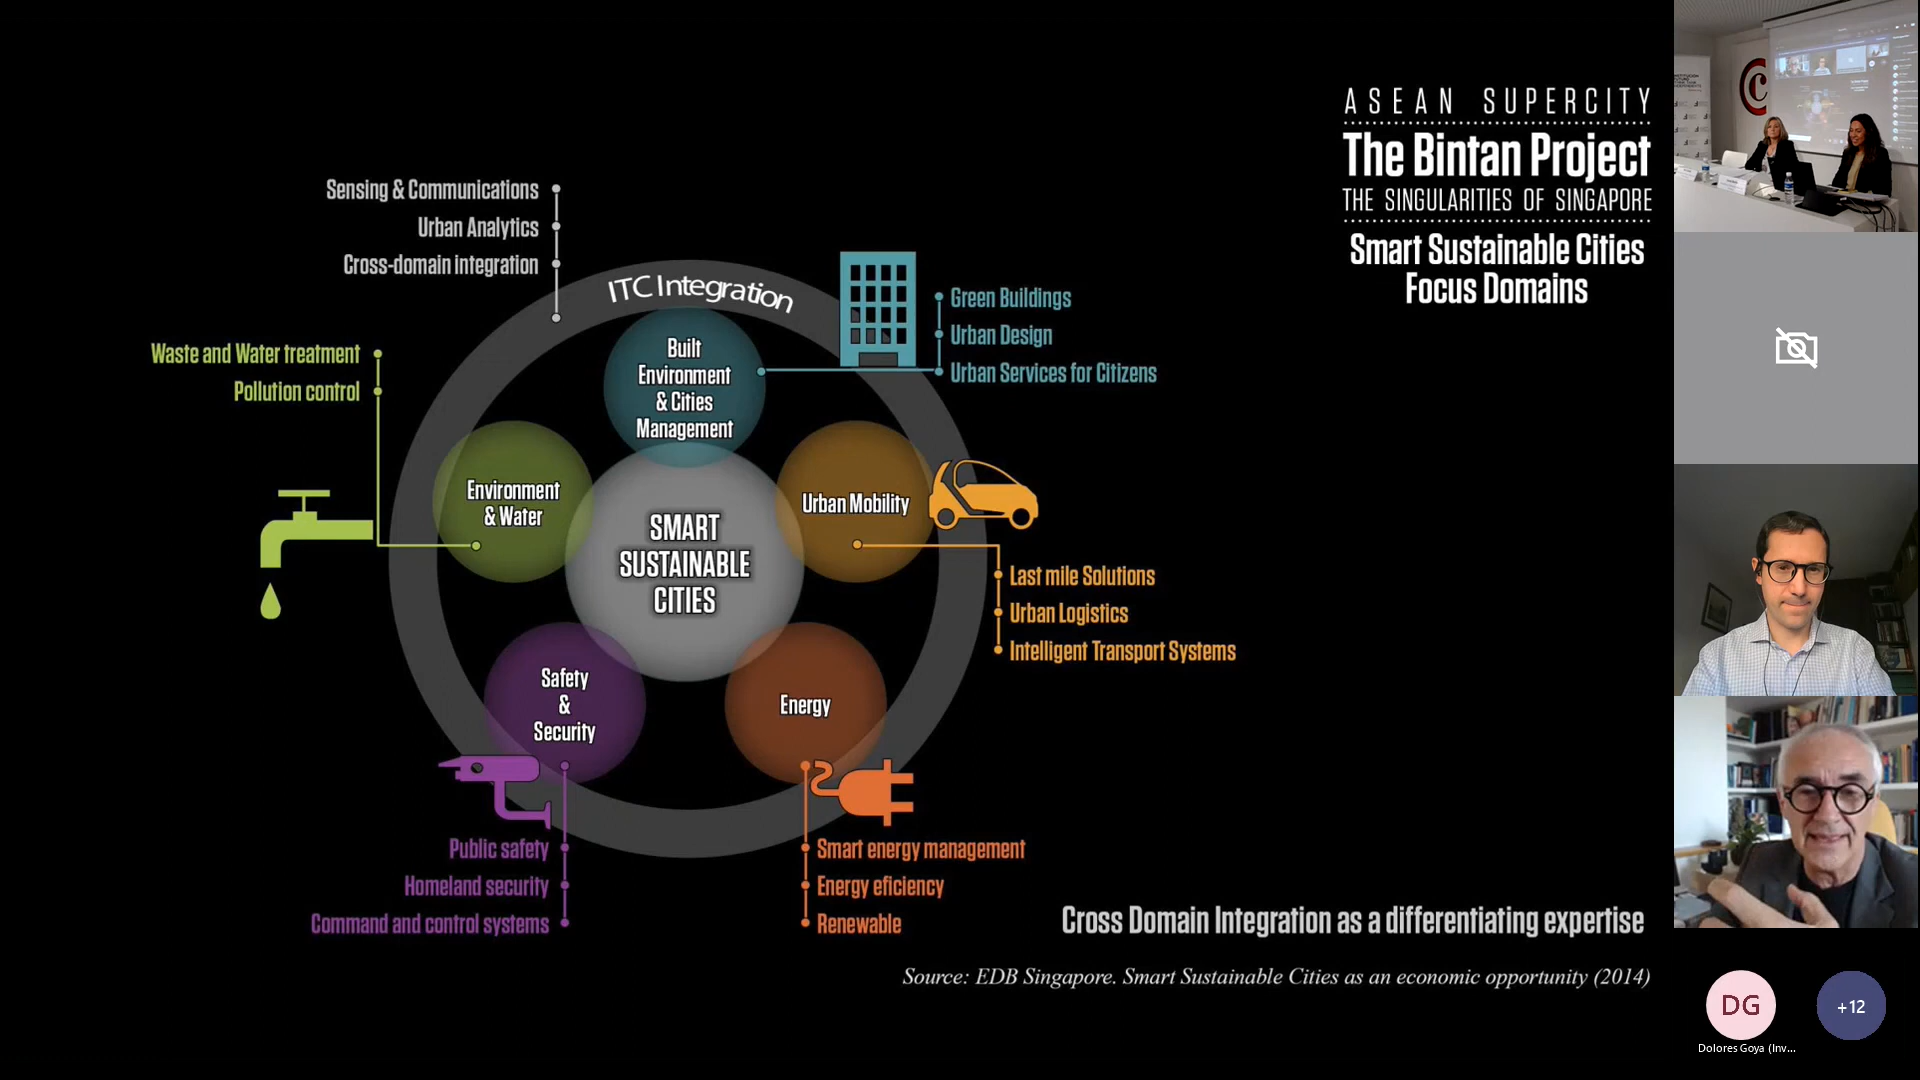 ASEAN SUPERCITY
The Bintan Project
THE SINGULARITIES OF SINGAPORE
Smart Sustainable Cities
Focus Domains
Sensing & Communications
Urban Analytics
Cross-domain integration
ITC Integration
Built
Environment
& Cities
Management
Green Buildings
Urban Design
Urban Services for Citizens
Waste and Water treatment
Pollution control
Environment
& Water
Urban Mobility
SMART
SUSTAINABLE
CITIES
Last mile Solutions
Urban Logistics
Intelligent Transport Systems
Safety
&
Security
Energy
Public safety
Homeland security
Command and control systems
Smart energy management
Energy eficiency
Renewable
Cross Domain Integration as a differentiating expertise
Source: EDB Singapore. Smart Sustainable Cities as an economic opportunity (2014)
DG
+12
Dolores Goya (Inv...